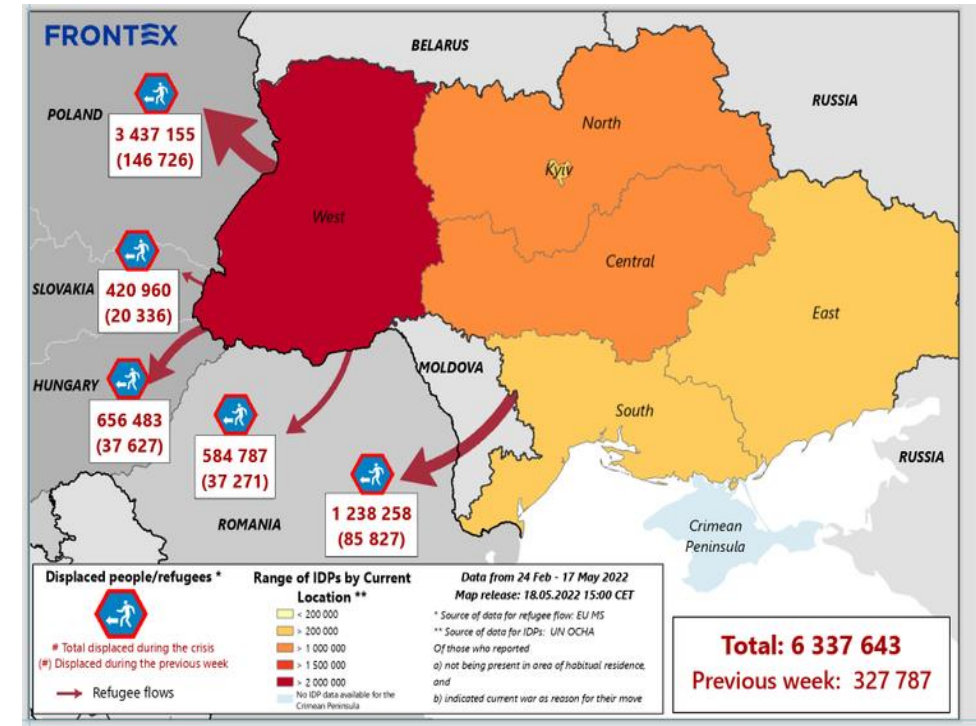 FRONTEX
BELARUS
POLAND
RUSSIA
3 437 155
(146 726)
North
Kyiv
West
Central
SLOVAKIA
420 960
(20 336)
East
HUNGARY
MOLDOVA
656 483
(37 627)
584 787
(37 271)
South
RUSSIA
ROMANIA
1 238 258
(85 827)
Crimean
Peninsula
Displaced people/refugees *
# Total displaced during the crisis
(#) Displaced during the previous week
Refugee flows
Range of IDPs by Current
Location **
< 200 000
> 200 000
> 1 000 000
> 1 500 000
> 2 000 000
No IDP data available for the
Crimean Peninsula
Data from 24 Feb - 17 May 2022
Map release: 18.05.2022 15:00 CET
* Source of data for refugee flow: EU MS
** Source of data for IDPs: UN OCHA
Of those who reported
a) not being present in area of habitual residence,
and
b) indicated current war as reason for their move
Total: 6 337 643
Previous week: 327 787